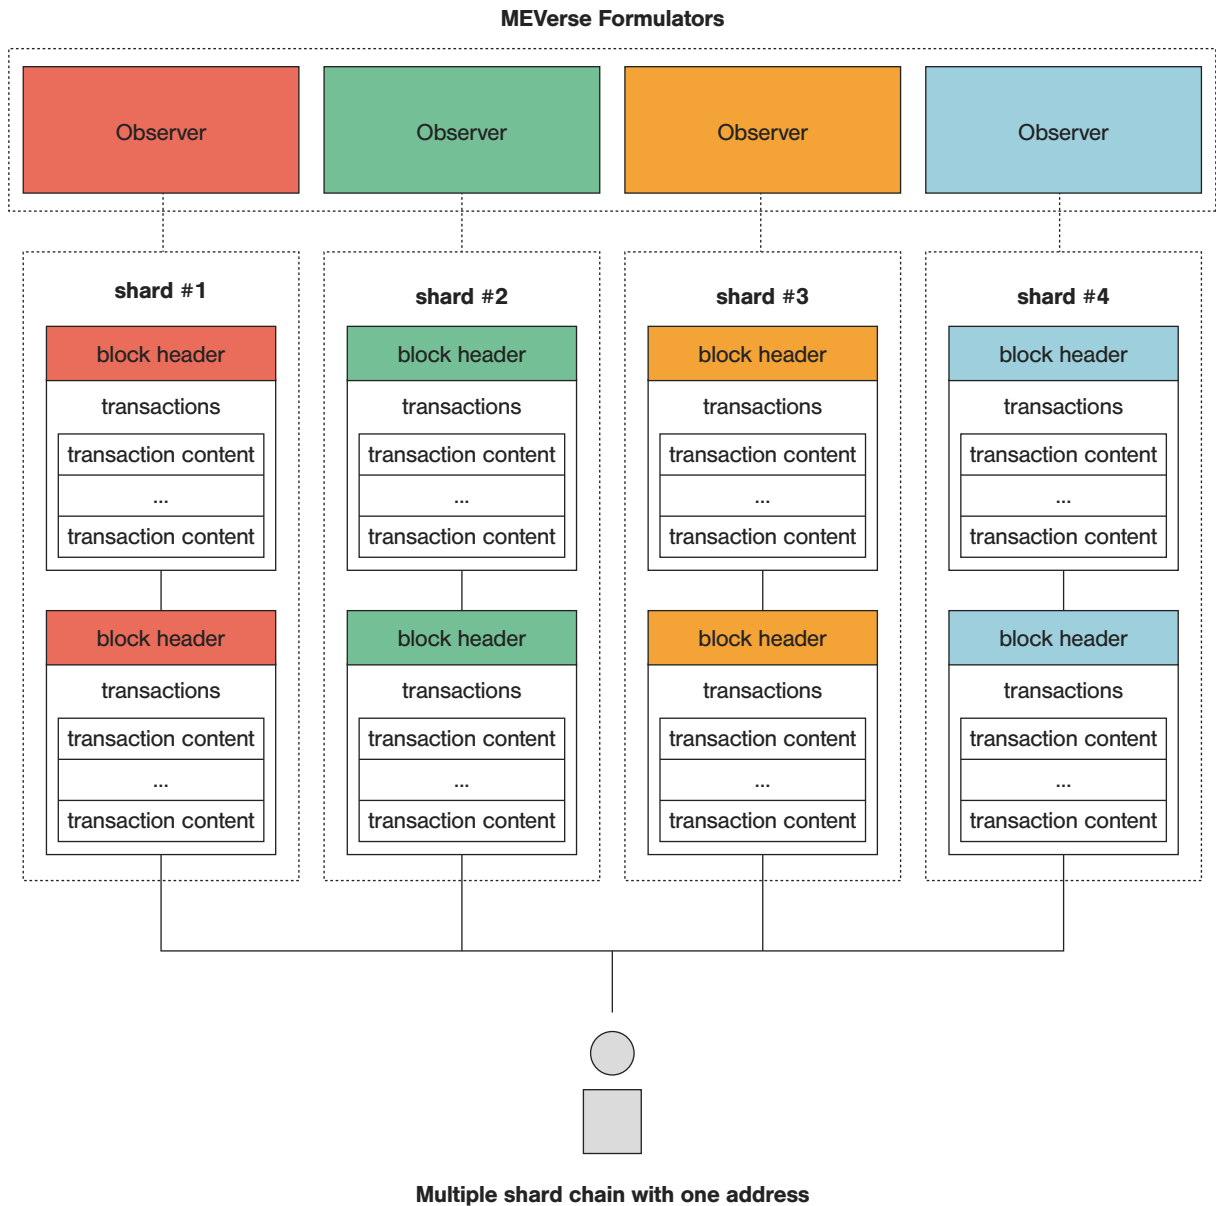 MEVerse Formulators
Observer Observer Observer Observer
shard #1 shard #2 shard #3 shard #4
block header block header block header block header
transactions transactions transactions transactions
transaction content transaction content transaction content transaction content
... ... ... ...
transaction content transaction content transaction content transaction content
block header block header block header block header
transactions transactions transactions transactions
transaction content transaction content transaction content transaction content
... ... ... ...
transaction content transaction content transaction content transaction content
Multiple shard chain with one address